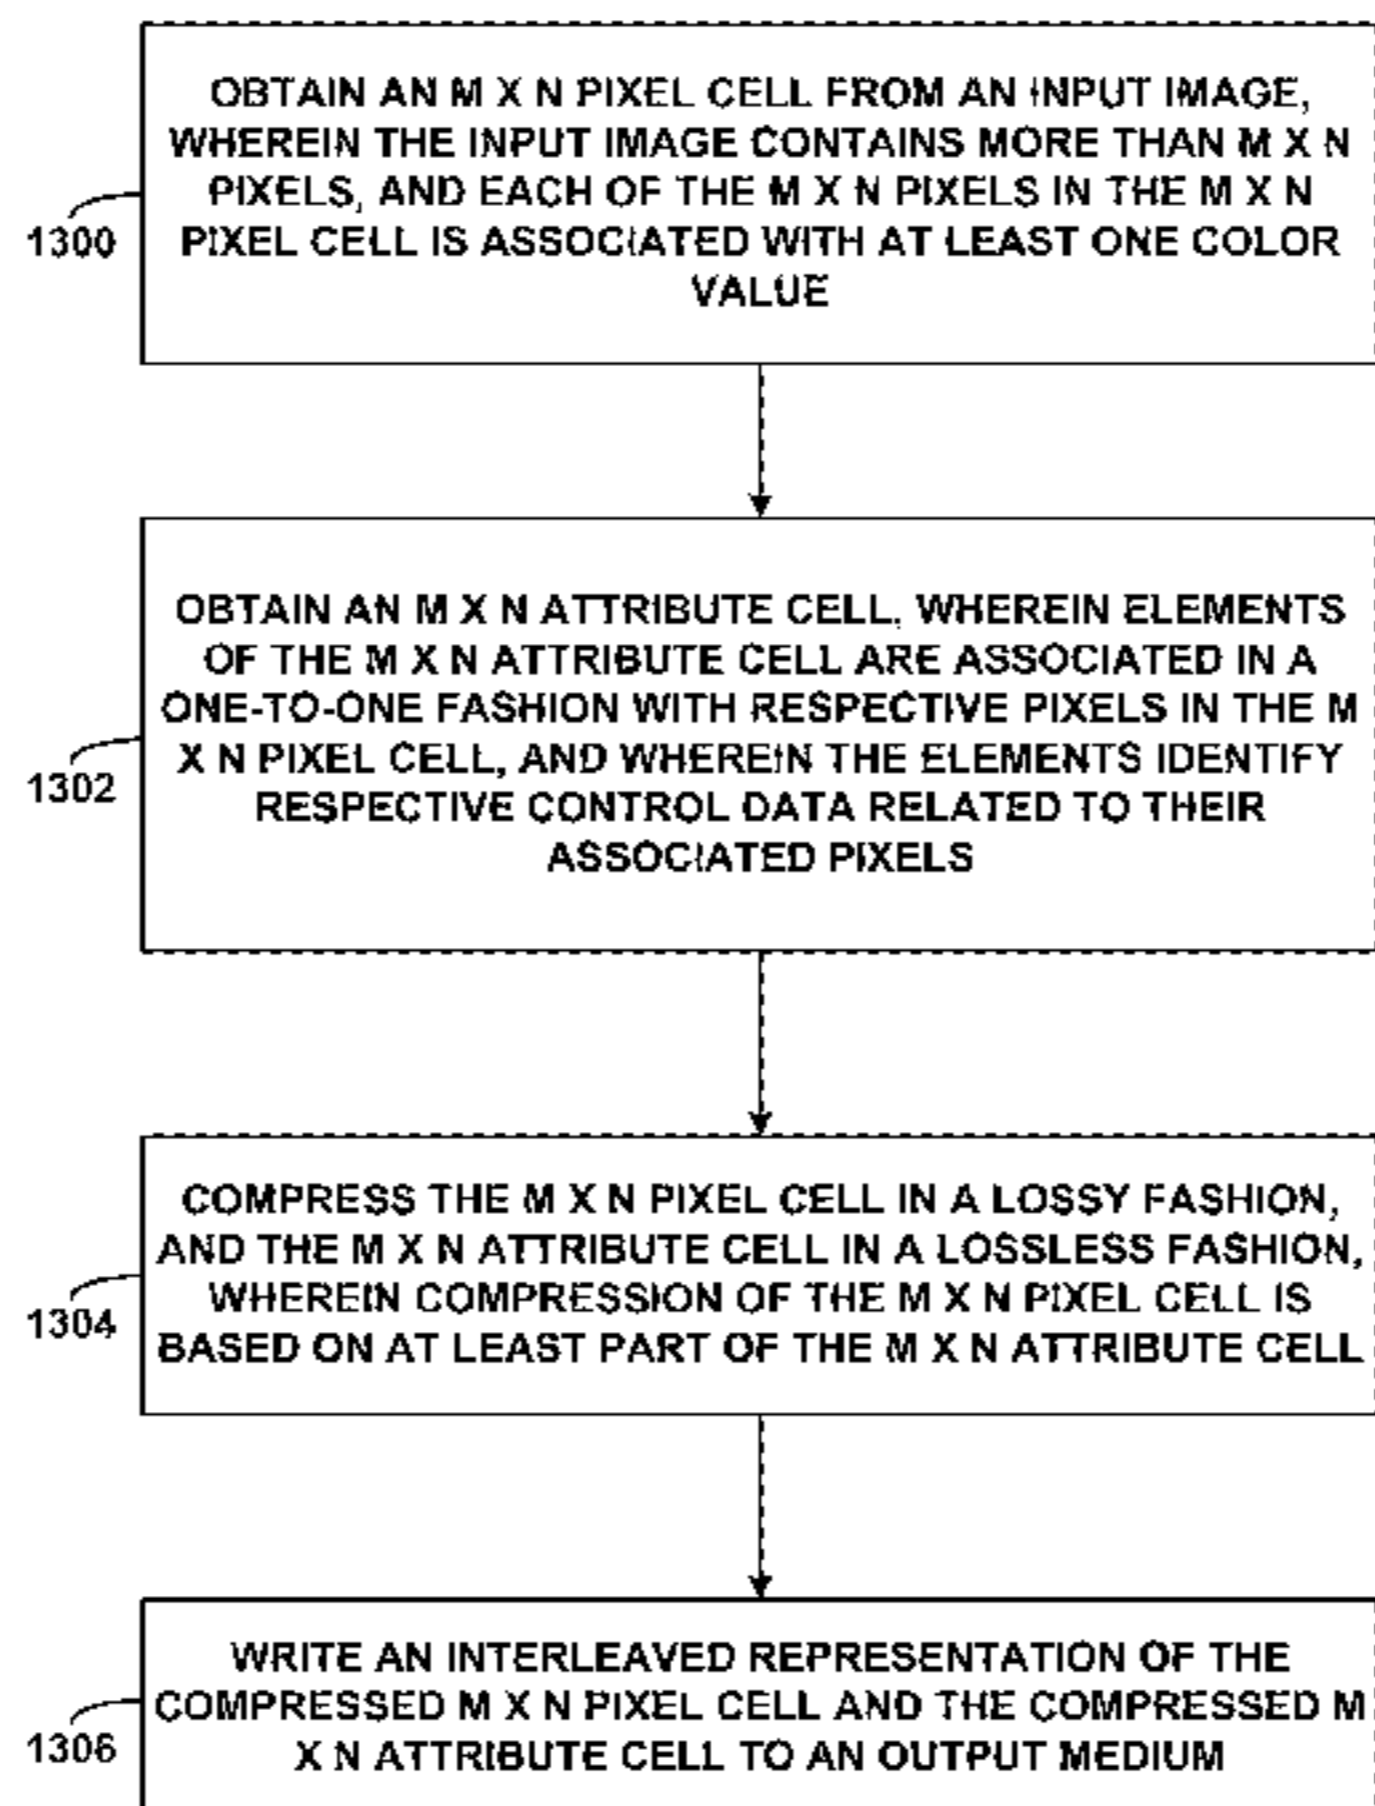 OBTAIN AN M X N PIXEL CELL FROM AN INPUT IMAGE,
WHEREIN THE INPUT IMAGE CONTAINS MORE THAN M X N
PIXELS, AND EACH OF THE M X N PIXELS IN THE M X N
PIXEL CELL IS ASSOCIATED WITH AT LEAST ONE COLOR
VALUE
1300
OBTAIN AN M X N ATTRIBUTE CELL, WHEREIN ELEMENTS
OF THE M X N ATTRIBUTE CELL ARE ASSOCIATED IN A
ONE-TO-ONE FASHION WITH RESPECTIVE PIXELS IN THE M
X N PIXEL CELL, AND WHEREIN THE ELEMENTS IDENTIFY
RESPECTIVE CONTROL DATA RELATED TO THEIR
ASSOCIATED PIXELS
1302
COMPRESS THE M X N PIXEL CELL IN A LOSSY FASHION,
AND THE M X N ATTRIBUTE CELL IN A LOSSLESS FASHION,
WHEREIN COMPRESSION OF THE M X N PIXEL CELL IS
BASED ON AT LEAST PART OF THE M X N ATTRIBUTE CELL
1304
WRITE AN INTERLEAVED REPRESENTATION OF THE
COMPRESSED M X N PIXEL CELL AND THE COMPRESSED M
X N ATTRIBUTE CELL TO AN OUTPUT MEDIUM
1306